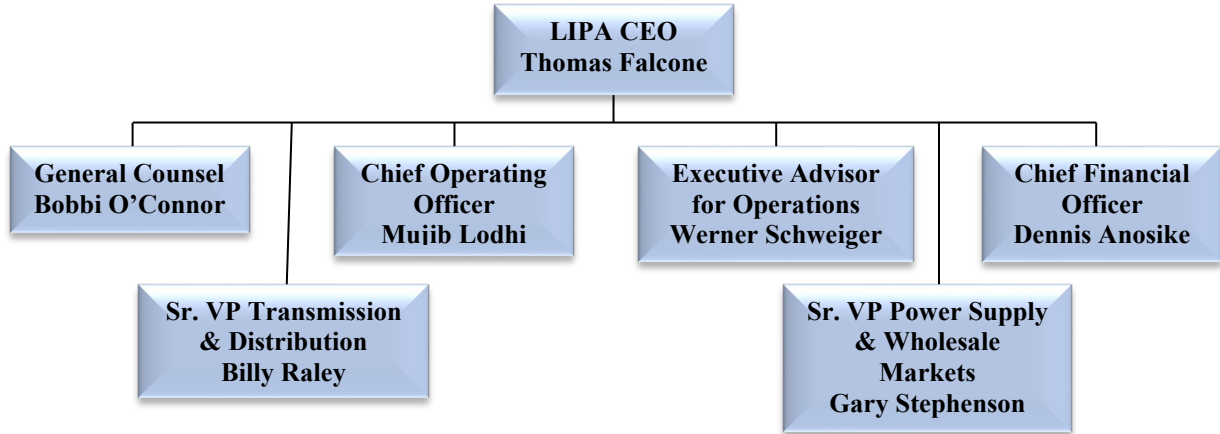 LIPA CEO
Thomas Falcone
General Counsel
Bobbi O’Connor
Chief Operating
Officer
Mujib Lodhi
Executive Advisor
for Operations
Werner Schweiger
Chief Financial
Officer
Dennis Anosike
Sr. VP Transmission
& Distribution
Billy Raley
Sr. VP Power Supply
& Wholesale
Markets
Gary Stephenson